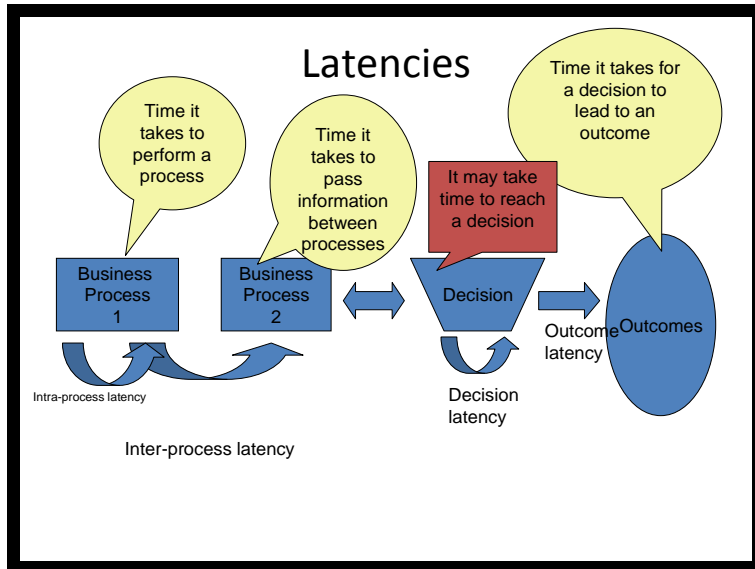 Latencies
Time it
takes to
perform a
process
Time it
takes to
pass
information
between
processes
It may take
time to reach
a decision
Time it takes for
a decision to
lead to an
outcome
Business
Process
1
Business
Process
2
Decision
Outcomes
Outcome
latency
Intra-process latency
Decision
latency
Inter-process latency